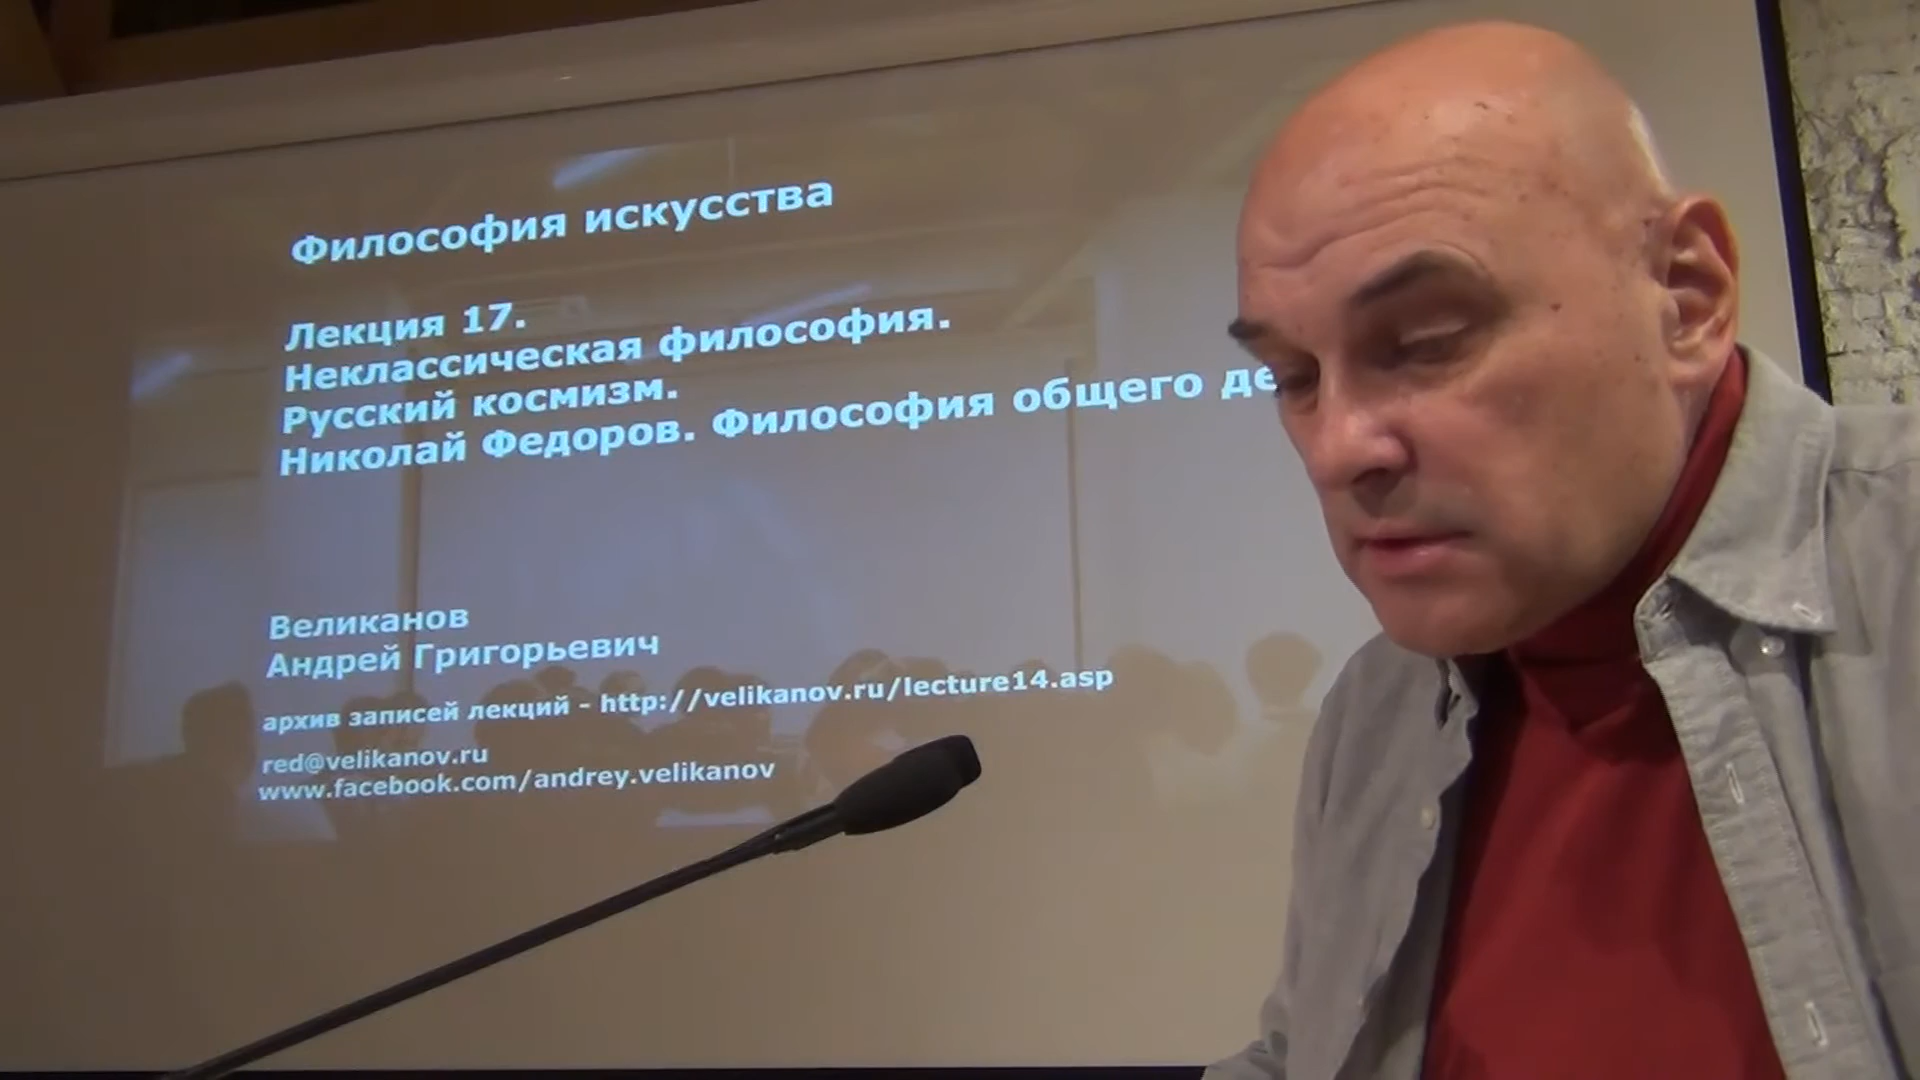 Философия искусства
Лекция 17.
Неклассическая философия.
Русский космизм.
Николай Федоров. Философия общего
Великанов
Андрей Григорьевич
архив записей лекций - http://velikanov.ru/lecture14.asp
red@velikanov.ru
www.facebook.com/andrey.velikanov